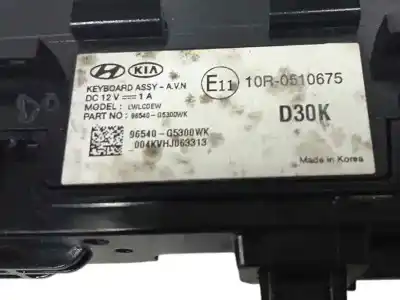 HYUNDAI KIA
KEYBOARD ASSY - A.V.N
DC 12 V ⎓ 1 A
MODEL: LWLCDEW
PART NO : 96540-G5300WK
E11 10R-0510675
96540-G5300WK
004KVHJ063313
D30K
Made in Korea